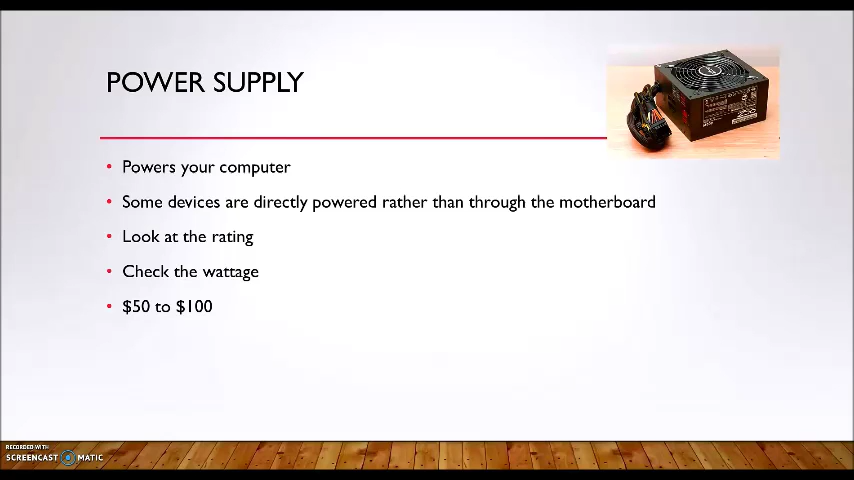 POWER SUPPLY
• Powers your computer
• Some devices are directly powered rather than through the motherboard
• Look at the rating
• Check the wattage
• $50 to $100
RECORDED WITH
SCREENCAST MATIC